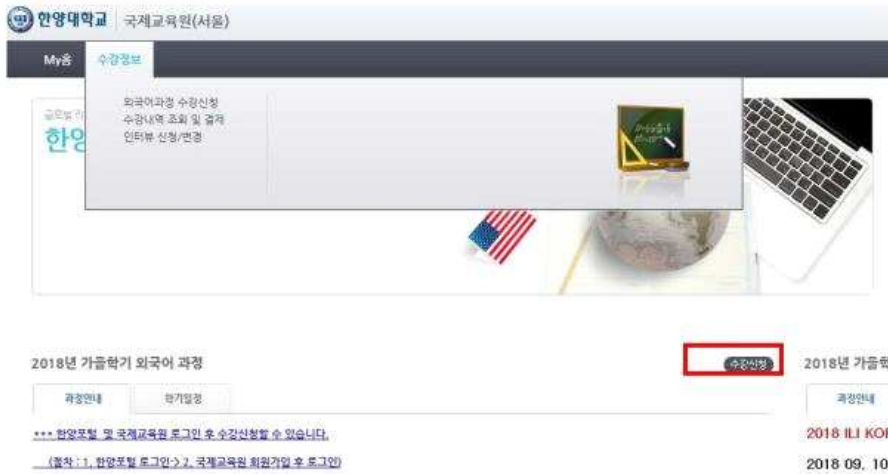 한양대학교 국제교육원(서울)
My홈 수강정보
외국어과정 수강신청
수강내역 조회 및 결제
인터뷰 신청/변경
글로벌
한양
2018년 가을학기 외국어 과정 수강신청
과정안내 학기일정
*** 한양포털 및 국제교육원 로그인 후 수강신청할 수 있습니다.
(절차 : 1. 한양포털 로그인-> 2. 국제교육원 회원가입 후 로그인)
2018년 가을학
과정안내
2018 ILI KOR
2018 09. 10